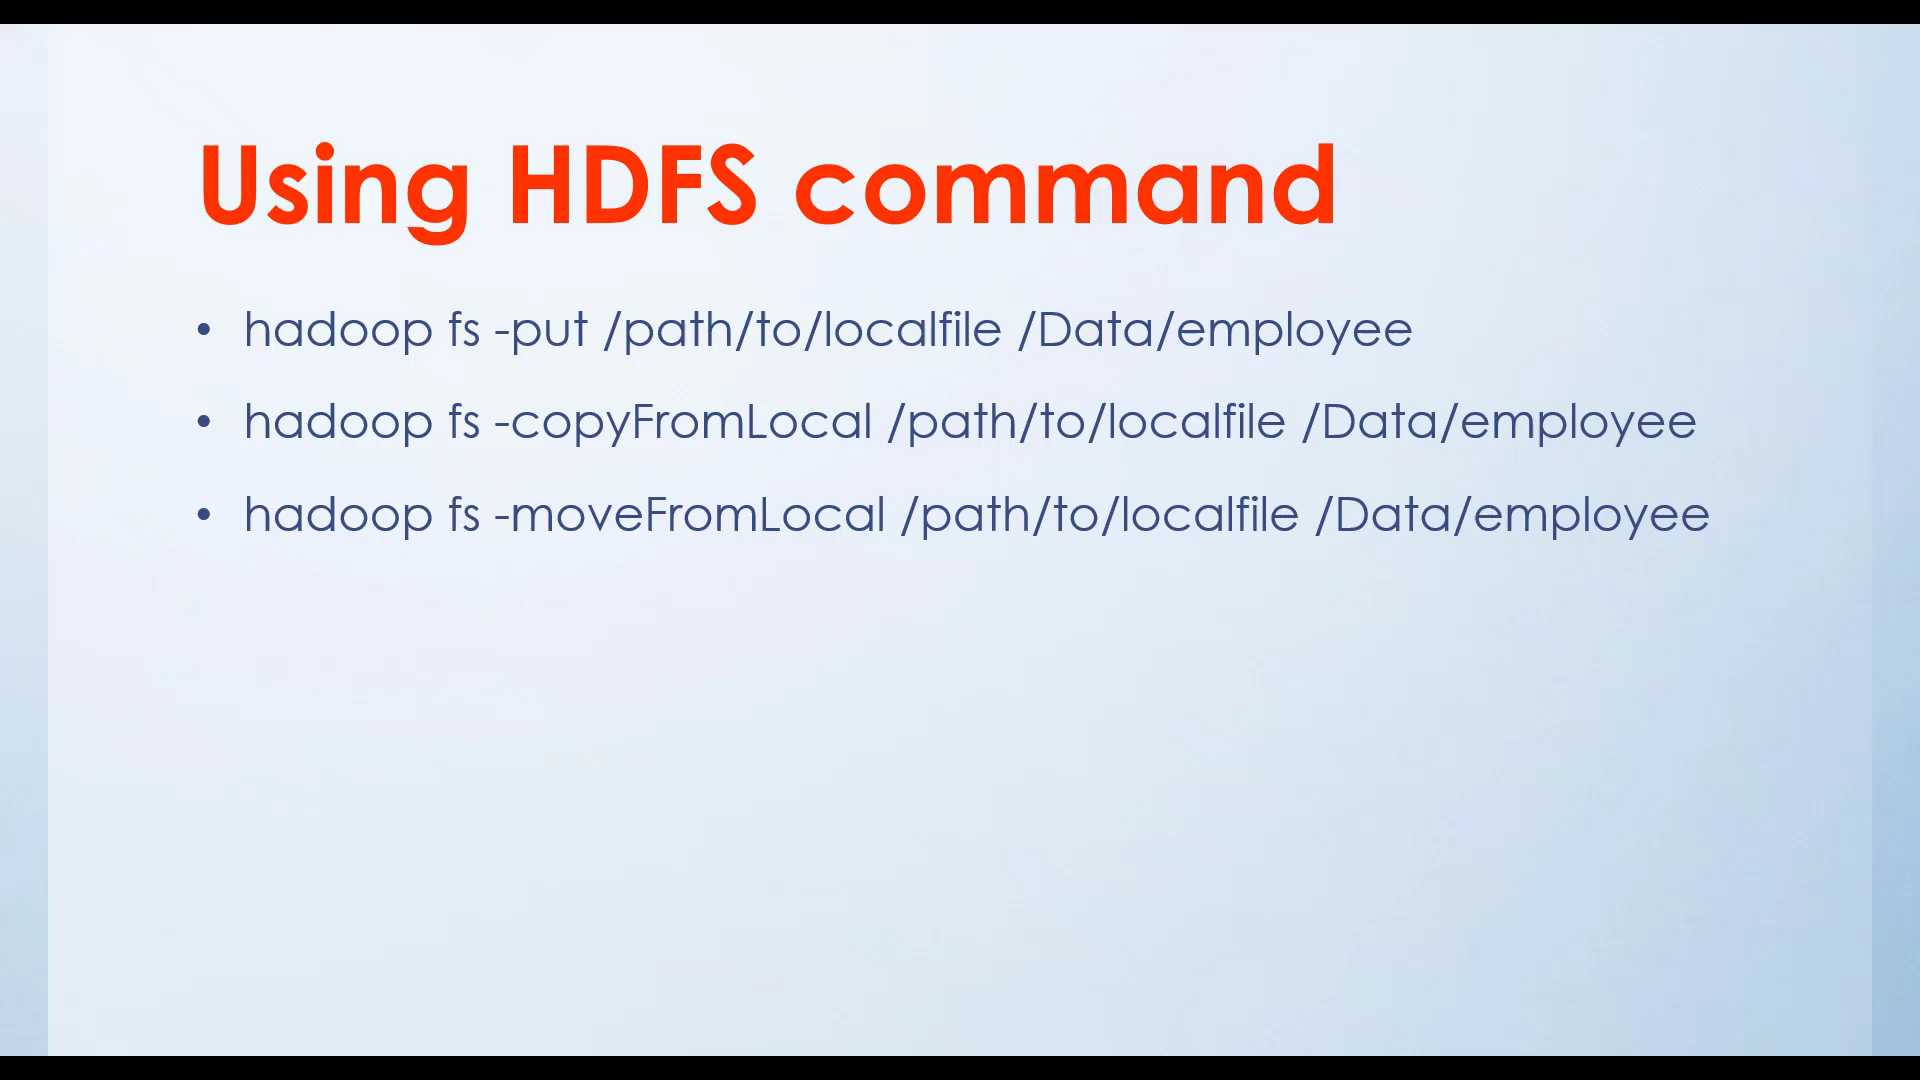 Using HDFS command
• hadoop fs -put /path/to/localfile /Data/employee
• hadoop fs -copyFromLocal /path/to/localfile /Data/employee
• hadoop fs -moveFromLocal /path/to/localfile /Data/employee